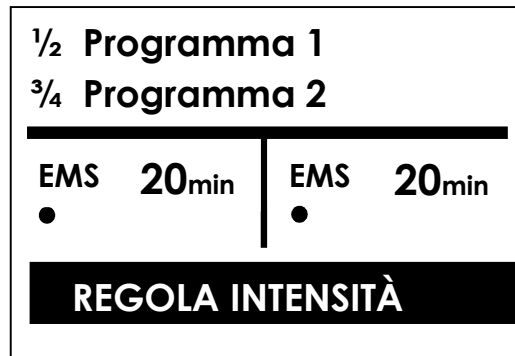 ½ Programma 1
¾ Programma 2
EMS 20min EMS 20min
REGOLA INTENSITÀ